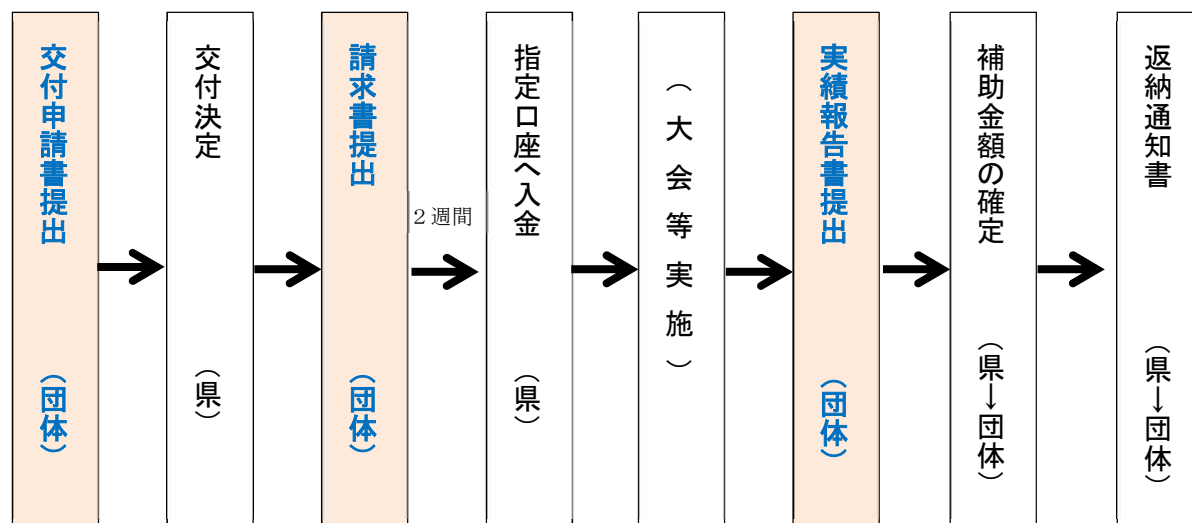 交付申請書提出（団体）
交付決定（県）
請求書提出（団体）
２週間
指定口座へ入金（県）
（大会等実施）
実績報告書提出（団体）
補助金額の確定（県→団体）
返納通知書（県→団体）